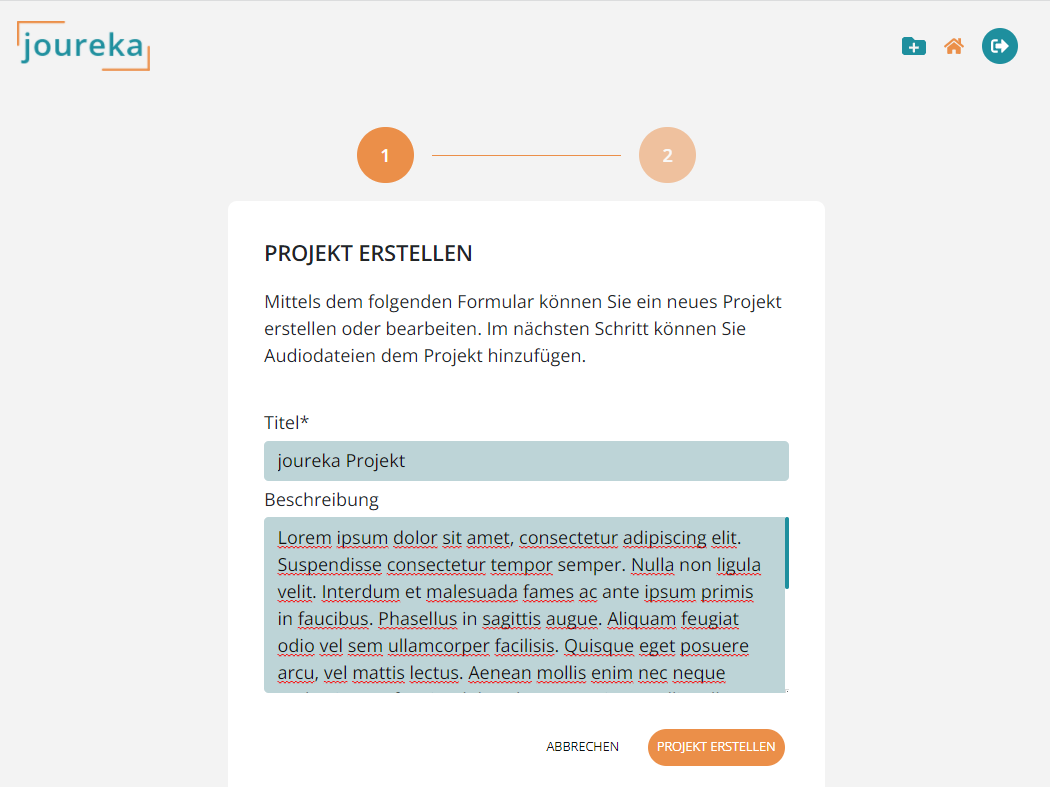 joureka
1
2
PROJEKT ERSTELLEN
Mittels dem folgenden Formular können Sie ein neues Projekt
erstellen oder bearbeiten. Im nächsten Schritt können Sie
Audiodateien dem Projekt hinzufügen.
Titel*
joureka Projekt
Beschreibung
Lorem ipsum dolor sit amet, consectetur adipiscing elit.
Suspendisse consectetur tempor semper. Nulla non ligula
velit. Interdum et malesuada fames ac ante ipsum primis
in faucibus. Phasellus in sagittis augue. Aliquam feugiat
odio vel sem ullamcorper facilisis. Quisque eget posuere
arcu, vel mattis lectus. Aenean mollis enim nec neque
ABBRECHEN
PROJEKT ERSTELLEN